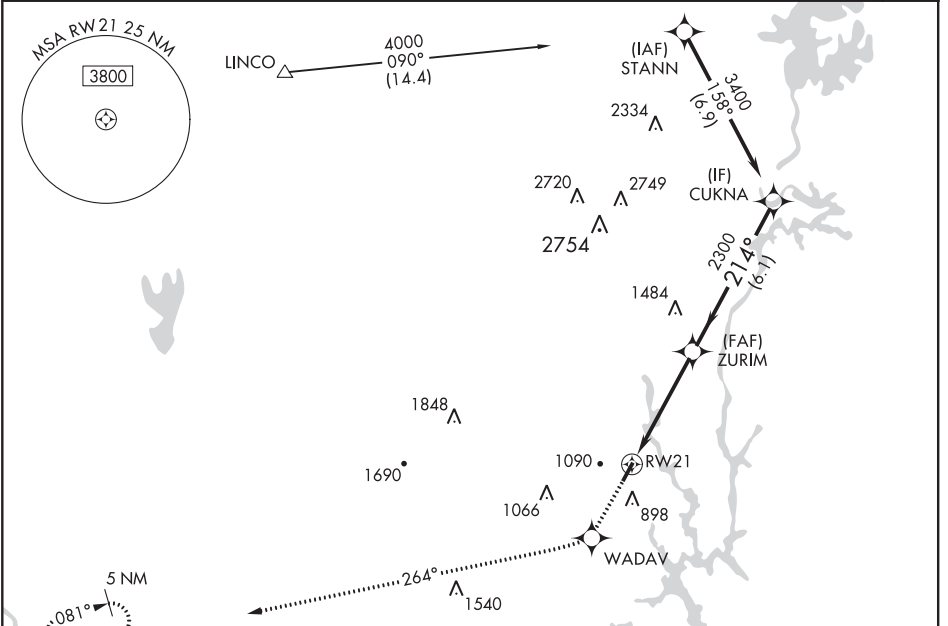 MSA RW21 25 NM
3800
LINCO
4000
090°
(14.4)
(IAF)
STANN
3400
158°
(6.9)
2334
2720
2749
2754
(IF)
CUKNA
2300
214°
(6.1)
1484
(FAF)
ZURIM
1848
1690
1090
RW21
1066
898
WADAV
264°
1540
5 NM
081°